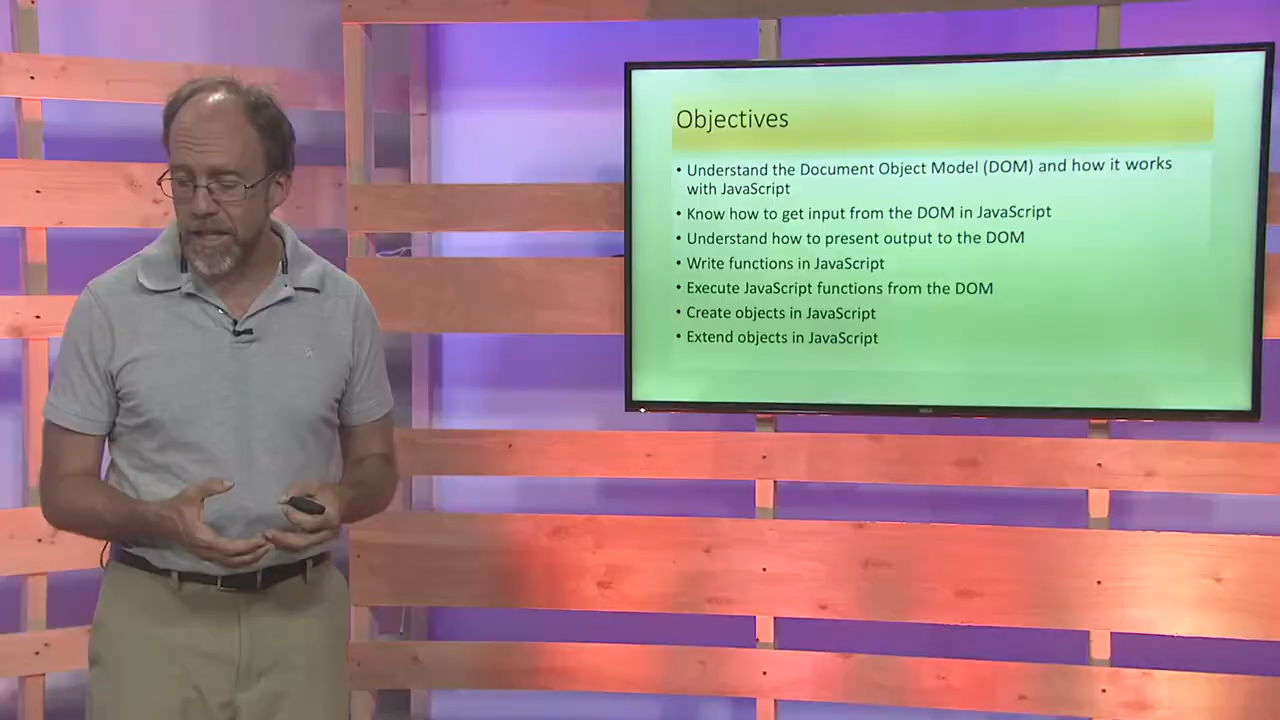 Objectives
• Understand the Document Object Model (DOM) and how it works
with JavaScript
• Know how to get input from the DOM in JavaScript
• Understand how to present output to the DOM
• Write functions in JavaScript
• Execute JavaScript functions from the DOM
• Create objects in JavaScript
• Extend objects in JavaScript
DELL